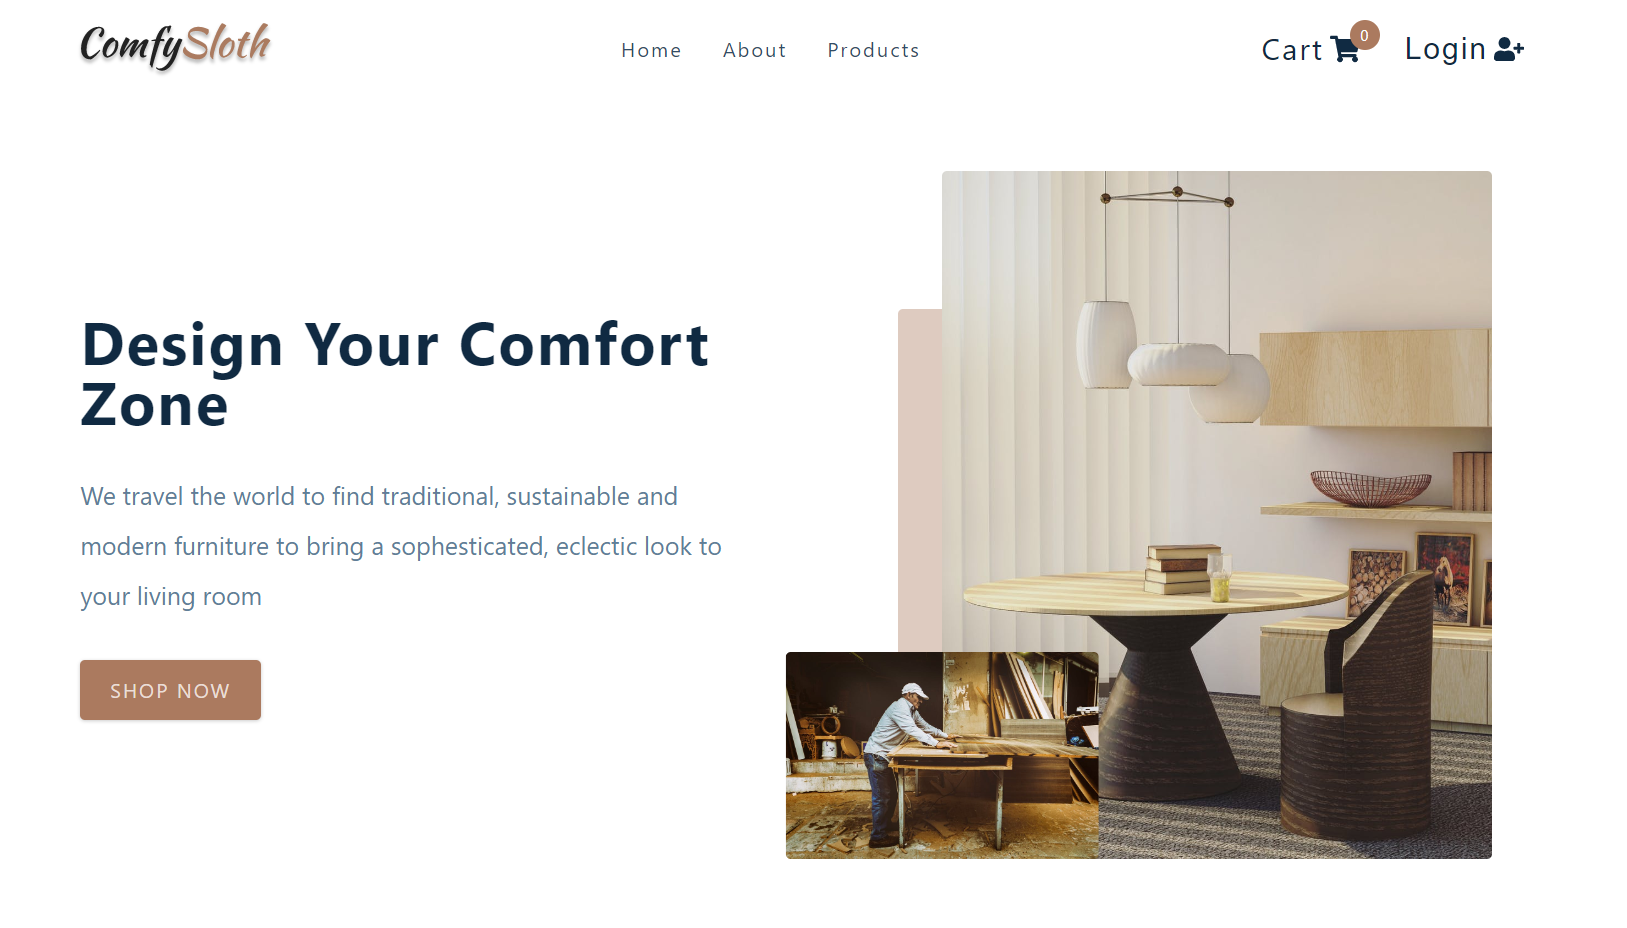 ComfySloth
Home About Products
Cart 0 Login
Design Your Comfort
Zone
We travel the world to find traditional, sustainable and
modern furniture to bring a sophesticated, eclectic look to
your living room
SHOP NOW